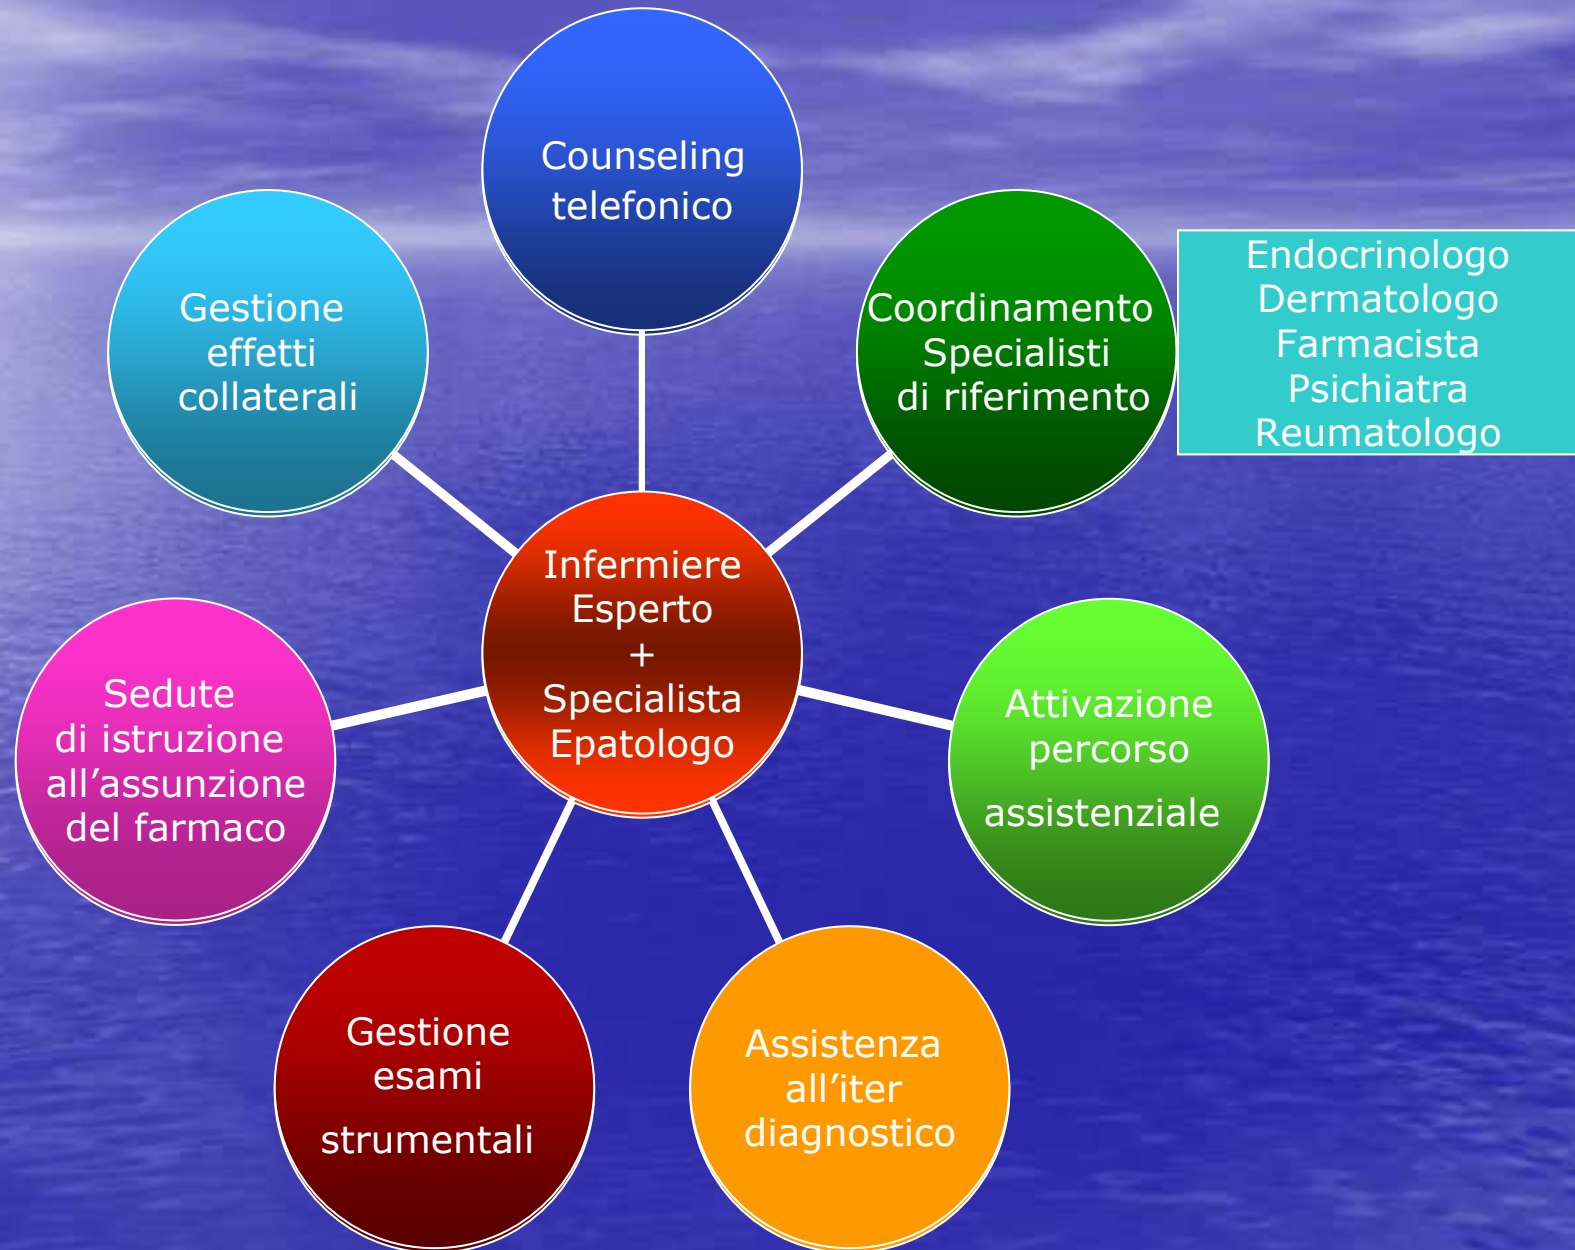 Counseling
telefonico
Coordinamento
Specialisti
di riferimento
Endocrinologo
Dermatologo
Farmacista
Psichiatra
Reumatologo
Attivazione
percorso
assistenziale
Assistenza
all’iter
diagnostico
Gestione
esami
strumentali
Sedute
di istruzione
all’assunzione
del farmaco
Gestione
effetti
collaterali
Infermiere
Esperto
+
Specialista
Epatologo